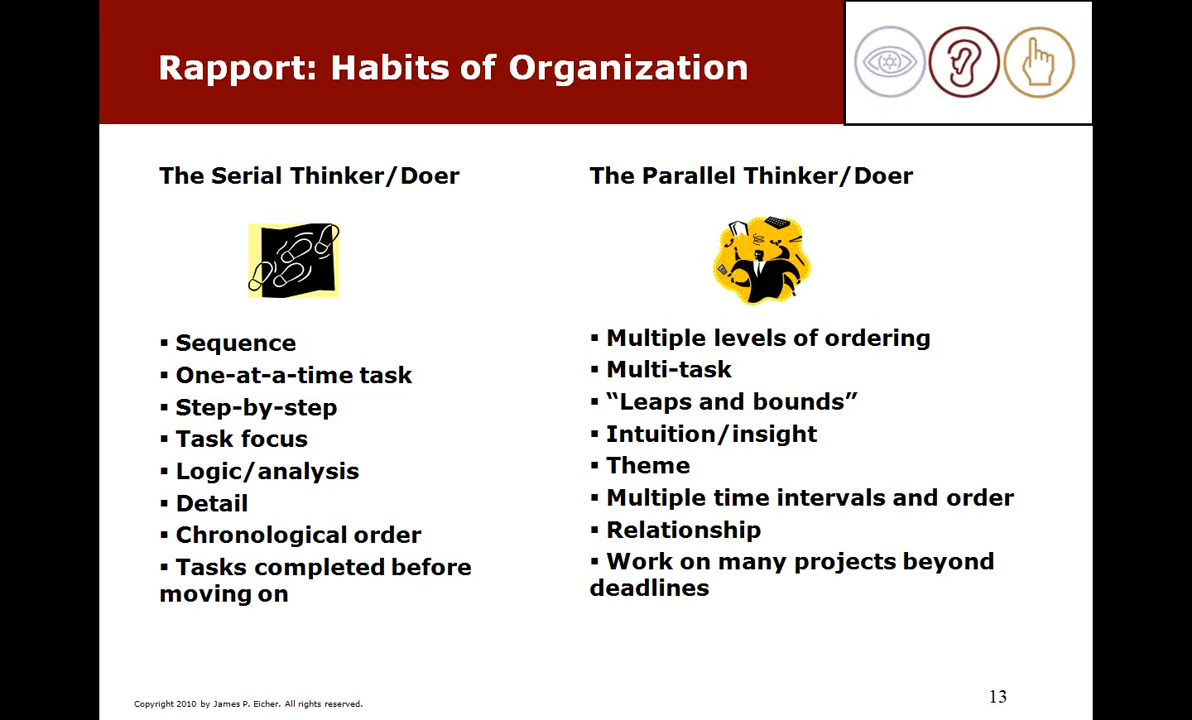 Rapport: Habits of Organization
The Serial Thinker/Doer
▪ Sequence
▪ One-at-a-time task
▪ Step-by-step
▪ Task focus
▪ Logic/analysis
▪ Detail
▪ Chronological order
▪ Tasks completed before
moving on
The Parallel Thinker/Doer
▪ Multiple levels of ordering
▪ Multi-task
▪ “Leaps and bounds”
▪ Intuition/insight
▪ Theme
▪ Multiple time intervals and order
▪ Relationship
▪ Work on many projects beyond
deadlines
Copyright 2010 by James P. Eicher. All rights reserved.
13